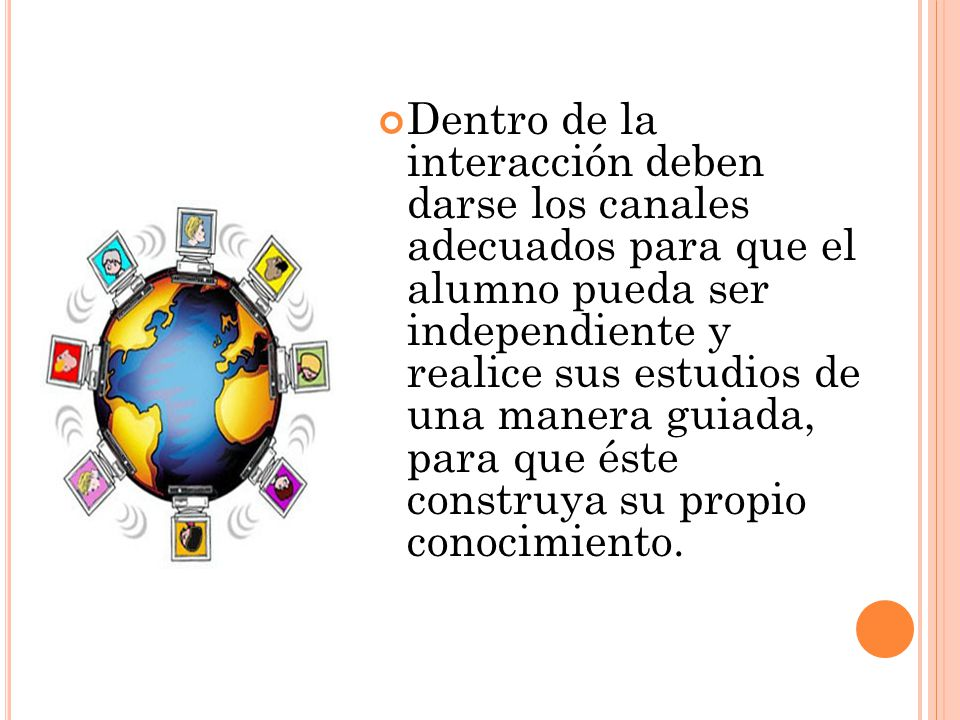 Dentro de la
interacción deben
darse los canales
adecuados para que el
alumno pueda ser
independiente y
realice sus estudios de
una manera guiada,
para que éste
construya su propio
conocimiento.